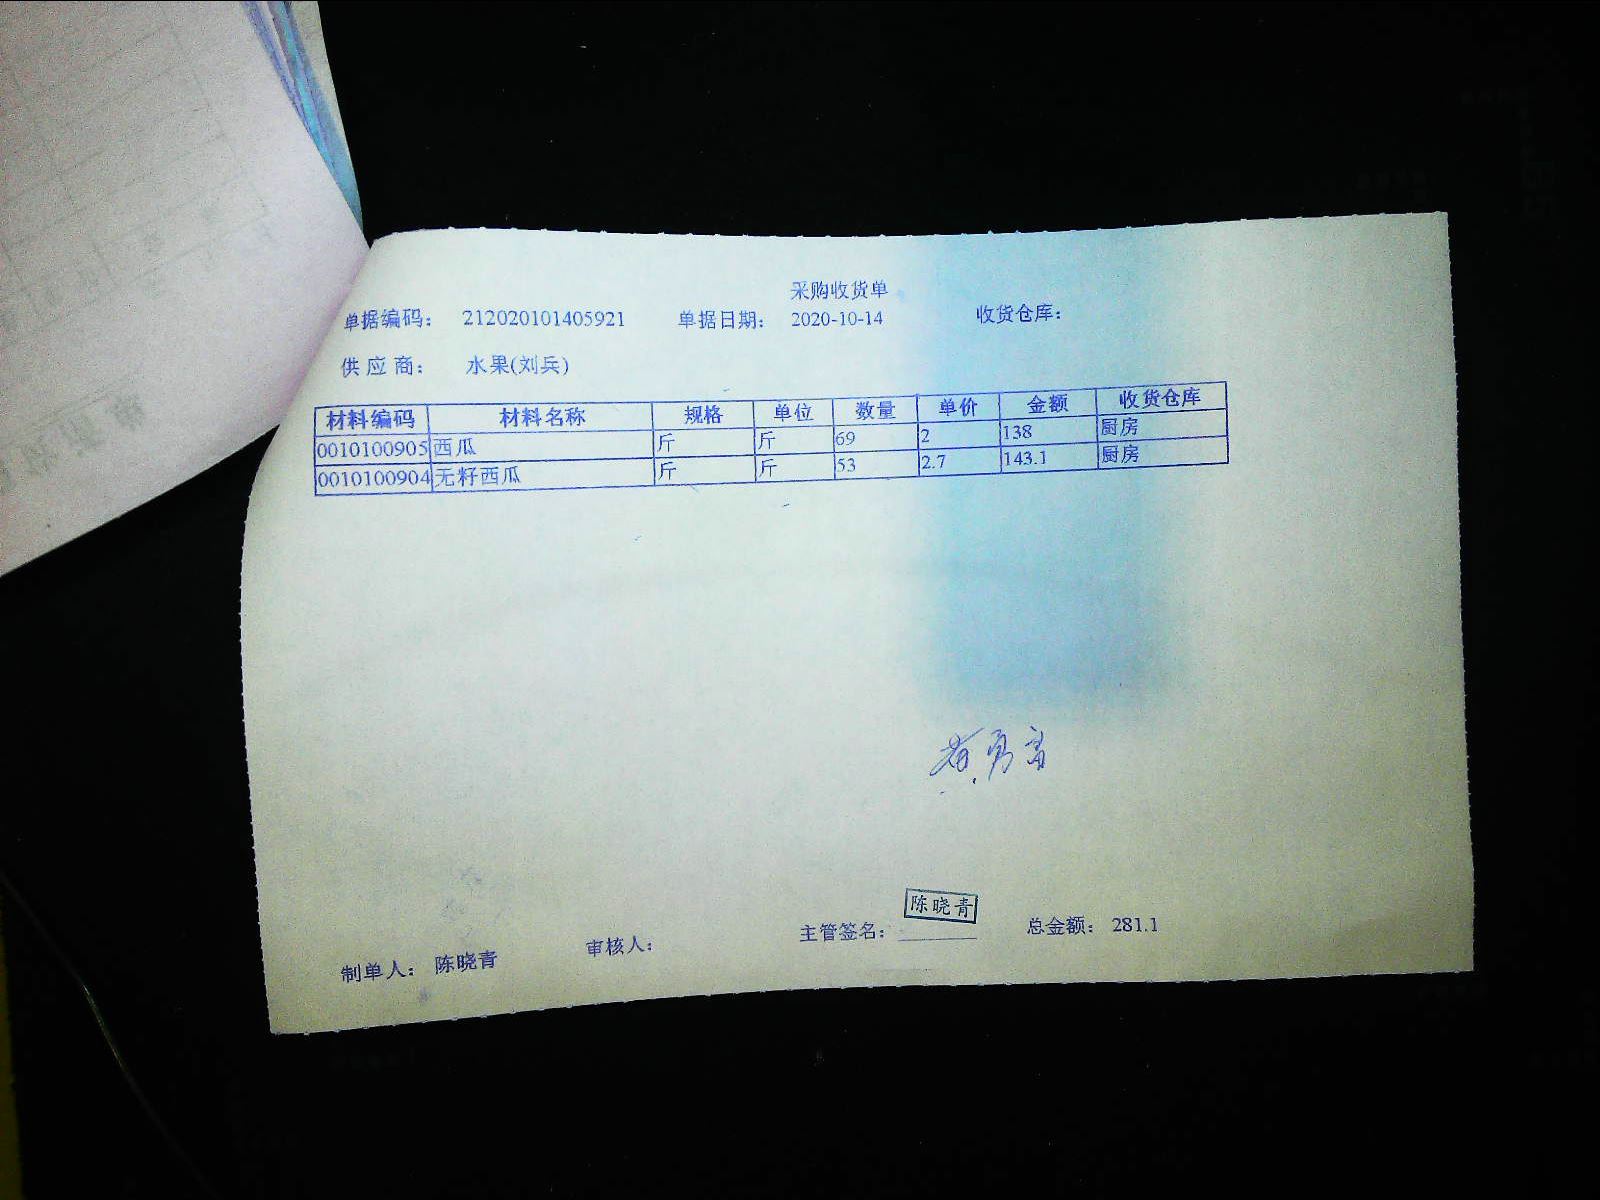 采购收货单
单据编码： 212020101405921 单据日期： 2020-10-14 收货仓库：
供 应 商： 水果(刘兵)
材料编码 材料名称 规格 单位 数量 单价 金额 收货仓库
0010100905 西瓜 斤 斤 69 2 138 厨房
0010100904 无籽西瓜 斤 斤 53 2.7 143.1 厨房
陈晓青
制单人： 陈晓青 审核人： 主管签名： 总金额： 281.1